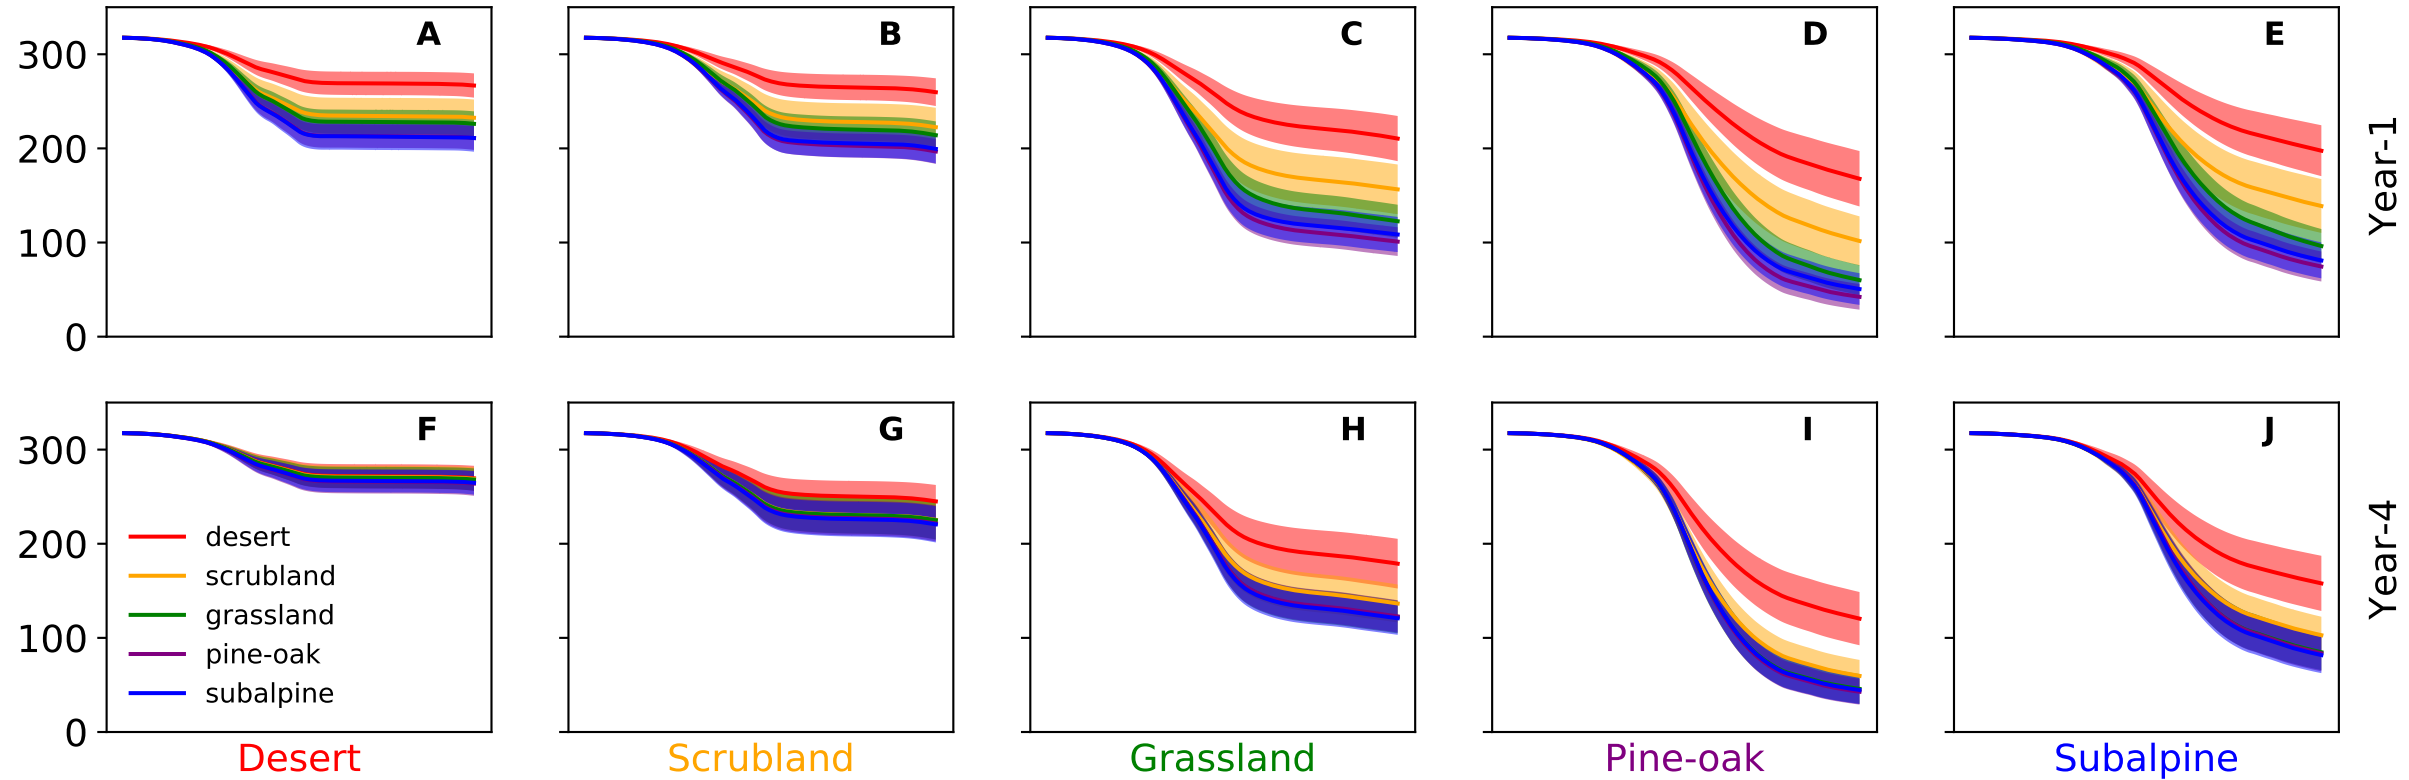 A B C D E
300
200
100
0
Year-1
F G H I J
300
200
100
0
desert
scrubland
grassland
pine-oak
subalpine
Year-4
Desert Scrubland Grassland Pine-oak Subalpine